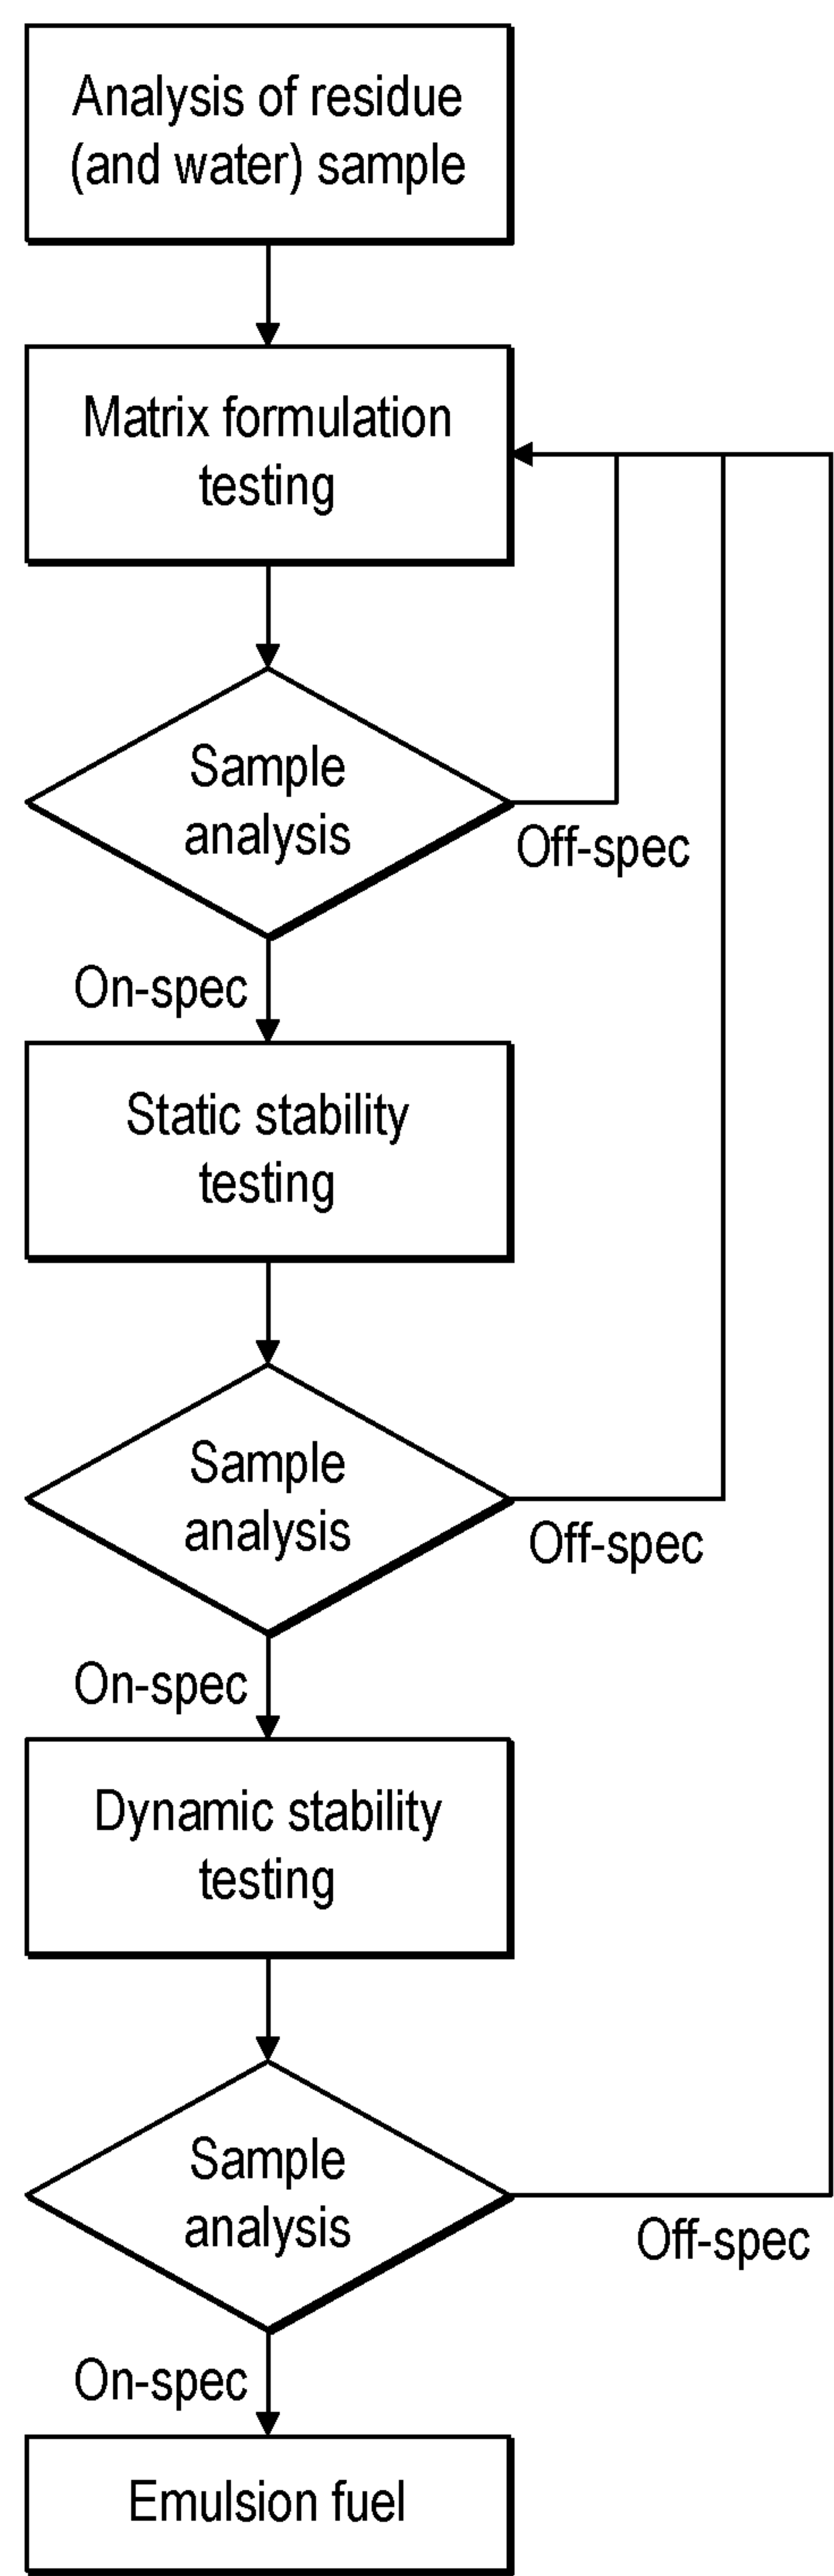 Analysis of residue
(and water) sample
Matrix formulation
testing
Sample
analysis
Off-spec
On-spec
Static stability
testing
Sample
analysis
Off-spec
On-spec
Dynamic stability
testing
Sample
analysis
Off-spec
On-spec
Emulsion fuel